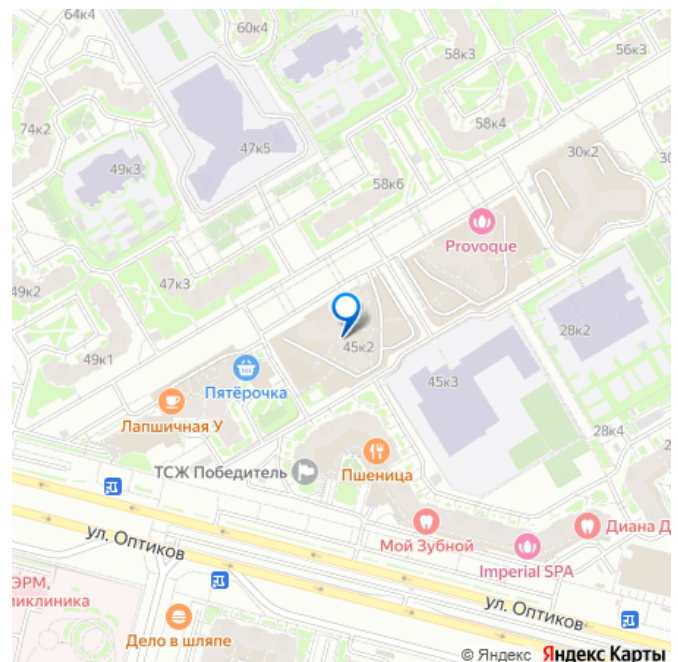 64к4
60к4
58к3
56к3
74к2
47к5
58к4
49к3
30к2
58к6
Provoque
47к3
49к2
28к2
45к2
49к1
45к3
Пятёрочка
Лапшичная У
28к4
ТСЖ Победитель
Пшеница
Мой Зубной
Диана Д
Imperial SPA
ул. Оптиков
ЭРМ,
ликлиника
ул. Оптиков
Дело в шляпе
© Яндекс Яндекс Карты